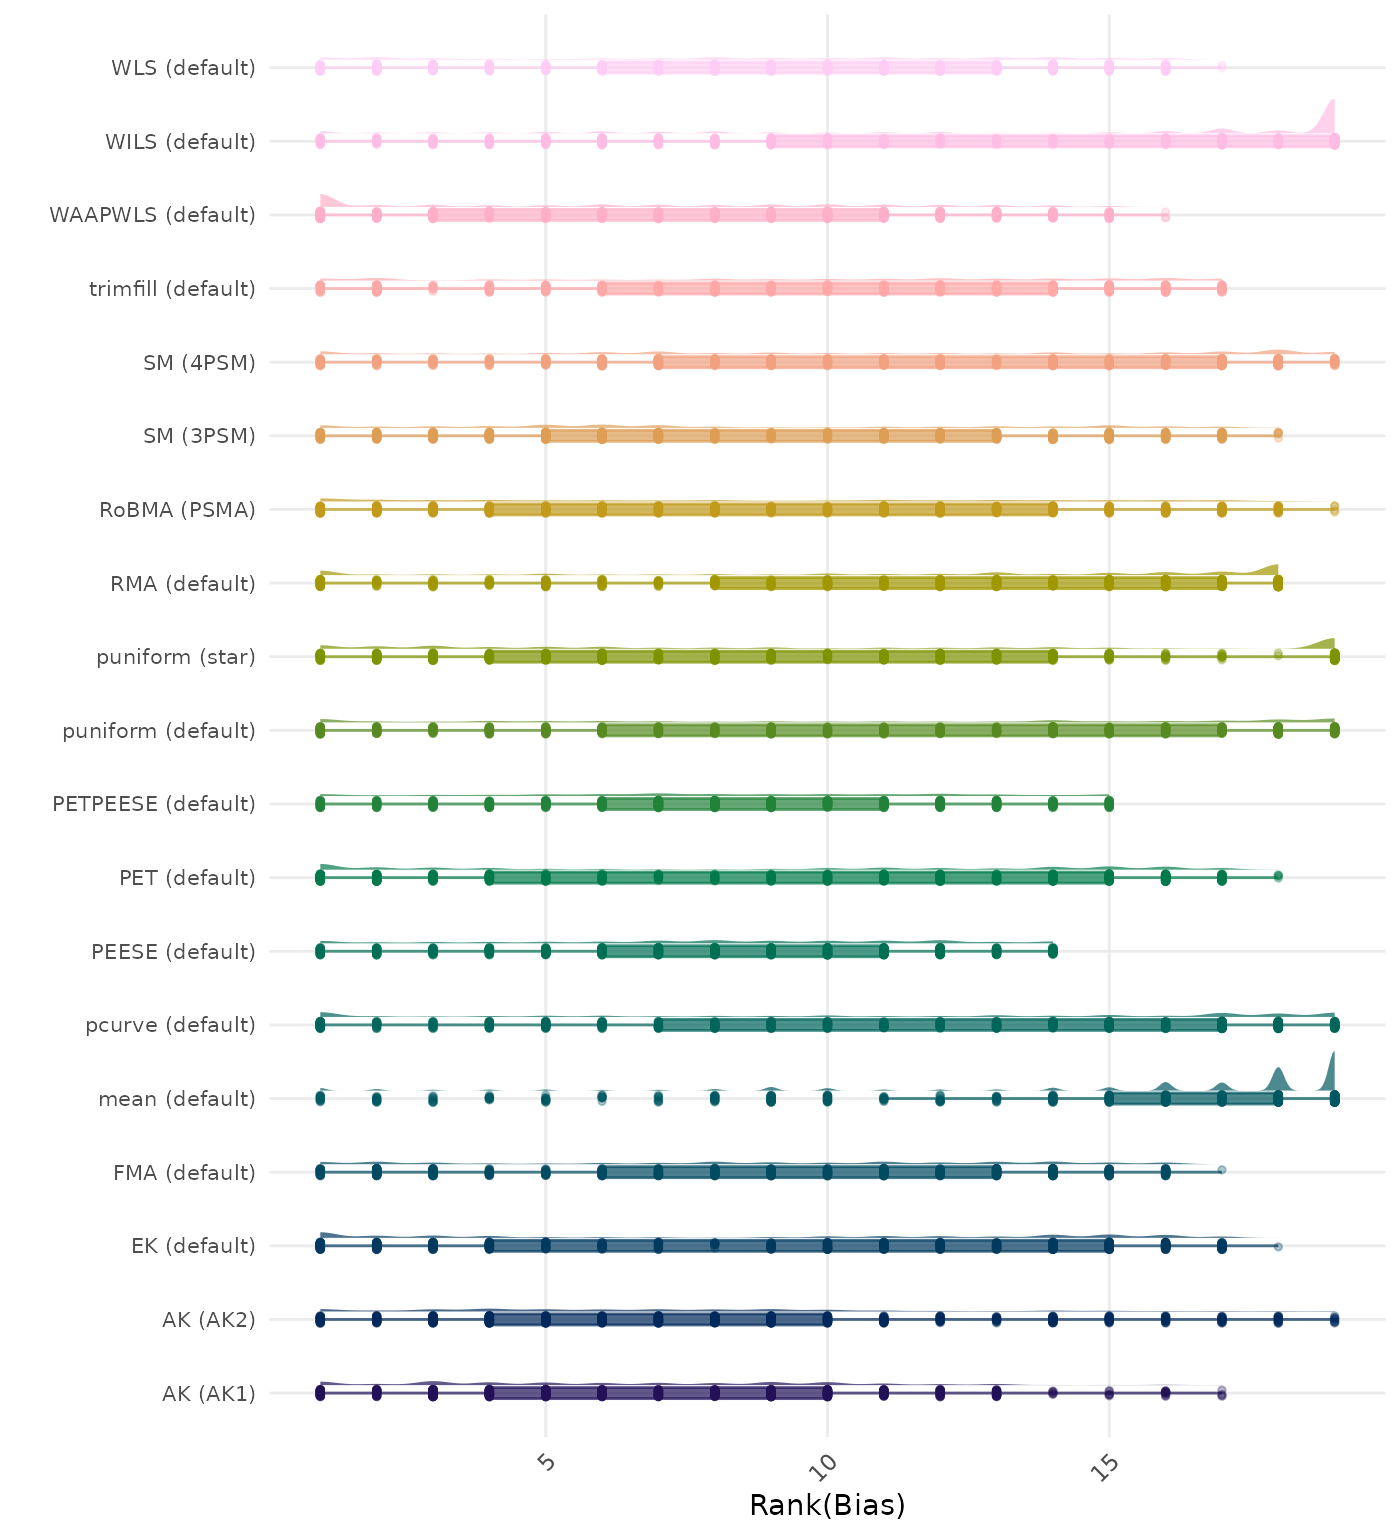 WLS (default)
WILS (default)
WAAPWLS (default)
trimfill (default)
SM (4PSM)
SM (3PSM)
RoBMA (PSMA)
RMA (default)
puniform (star)
puniform (default)
PETPEESE (default)
PET (default)
PEESE (default)
pcurve (default)
mean (default)
FMA (default)
EK (default)
AK (AK2)
AK (AK1)
5
10
15
Rank(Bias)